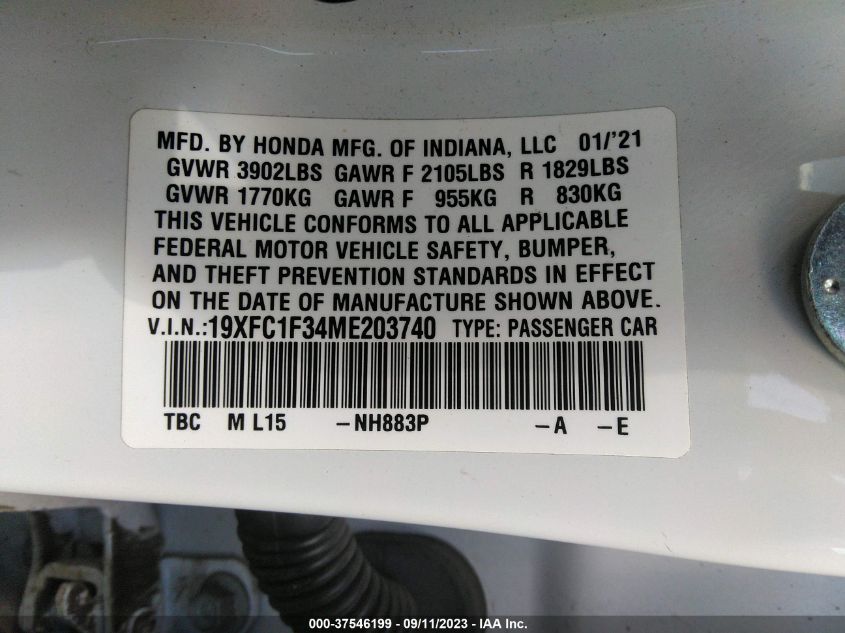 MFD. BY HONDA MFG. OF INDIANA, LLC 01/'21
GVWR 3902LBS GAWR F 2105LBS R 1829LBS
GVWR 1770KG GAWR F 955KG R 830KG
THIS VEHICLE CONFORMS TO ALL APPLICABLE
FEDERAL MOTOR VEHICLE SAFETY, BUMPER,
AND THEFT PREVENTION STANDARDS IN EFFECT
ON THE DATE OF MANUFACTURE SHOWN ABOVE.
V.I.N.:19XFC1F34ME203740 TYPE: PASSENGER CAR
TBC M L15 –NH883P –A –E
000-37546199 - 09/11/2023 - IAA Inc.